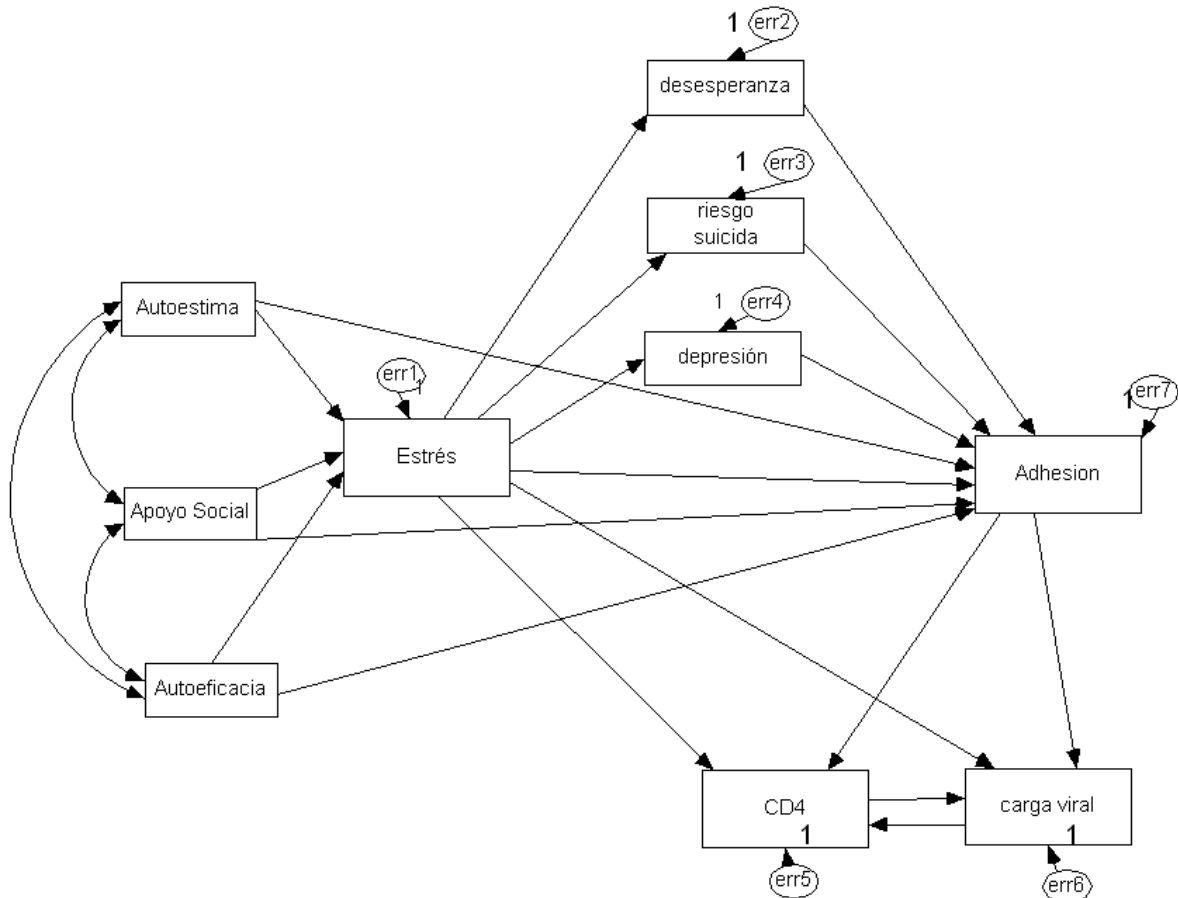 1 err2
desesperanza
1 err3
riesgo
suicida
1 err4
depresión
Autoestima
err1
1
Estrés
1 err7
Adhesion
Apoyo Social
Autoeficacia
CD4
1
err5
carga viral
1
err6